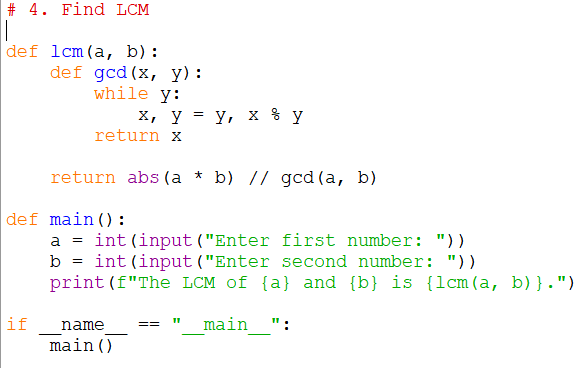 # 4. Find LCM

def lcm(a, b):
    def gcd(x, y):
        while y:
            x, y = y, x % y
        return x

    return abs(a * b) // gcd(a, b)

def main():
    a = int(input("Enter first number: "))
    b = int(input("Enter second number: "))
    print(f"The LCM of {a} and {b} is {lcm(a, b)}.")

if __name__ == "__main__":
    main()